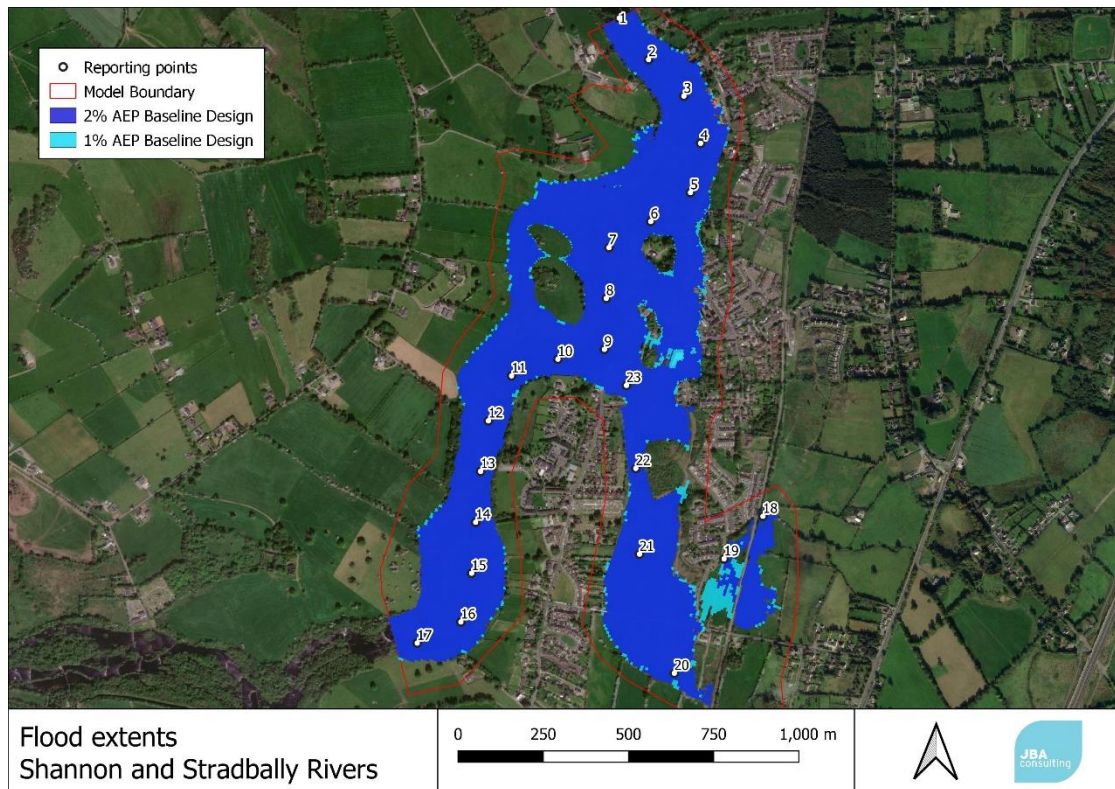 1
2
Reporting points
3
Model Boundary
2% AEP Baseline Design
4
1% AEP Baseline Design
5
6
7
8
9
10
11
23
12
13
22
14
18
21
19
15
16
17
20
Flood extents
Shannon and Stradbally Rivers
0 250 500 750 1,000 m
JBA
consulting